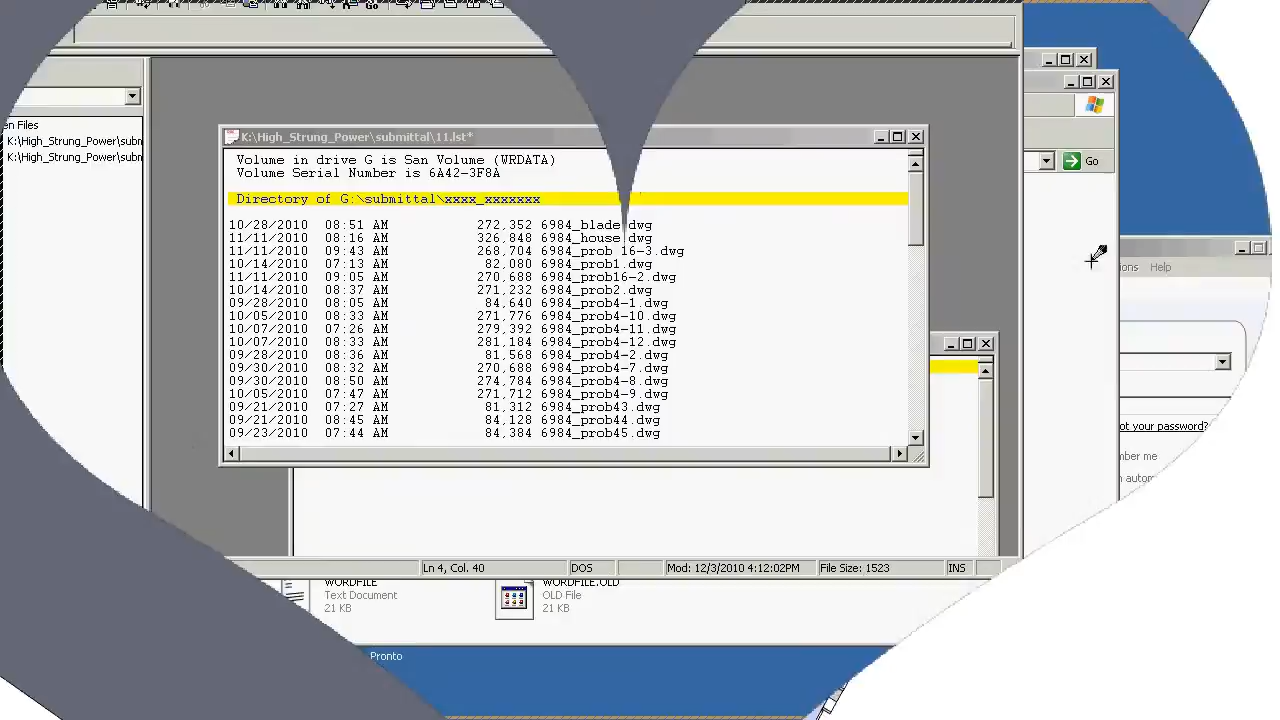 K:\High_Strung_Power\submittal\11.lst*
en Files
K:\High_Strung_Power\subn
K:\High_Strung_Power\subn
Volume in drive G is San Volume (WRDATA)
Volume Serial Number is 6A42-3F8A
Directory of G:\submittal\xxxx_xxxxxxx
10/28/2010 08:51 AM 272,352 6984_blade.dwg
11/11/2010 08:16 AM 326,848 6984_house.dwg
11/11/2010 09:43 AM 268,704 6984_prob 16-3.dwg
10/14/2010 07:13 AM 82,080 6984_prob1.dwg
11/11/2010 09:05 AM 270,688 6984_prob16-2.dwg
10/14/2010 08:37 AM 271,232 6984_prob2.dwg
09/28/2010 08:05 AM 84,640 6984_prob4-1.dwg
10/05/2010 08:33 AM 271,776 6984_prob4-10.dwg
10/07/2010 08:26 AM 279,392 6984_prob4-11.dwg
10/07/2010 08:33 AM 281,184 6984_prob4-12.dwg
09/28/2010 08:36 AM 81,568 6984_prob4-2.dwg
09/30/2010 08:32 AM 270,688 6984_prob4-7.dwg
09/30/2010 08:50 AM 274,784 6984_prob4-8.dwg
10/05/2010 07:47 AM 271,712 6984_prob4-9.dwg
09/21/2010 07:27 AM 81,312 6984_prob43.dwg
09/21/2010 08:45 AM 84,128 6984_prob44.dwg
09/23/2010 07:44 AM 84,384 6984_prob45.dwg
Go
ions Help
ot your password?
mber me
n autom
Ln 4, Col. 40 DOS Mod: 12/3/2010 4:12:02PM File Size: 1523 INS
WORDFILE
Text Document
21 KB
WORDFILE.OLD
OLD File
21 KB
Pronto